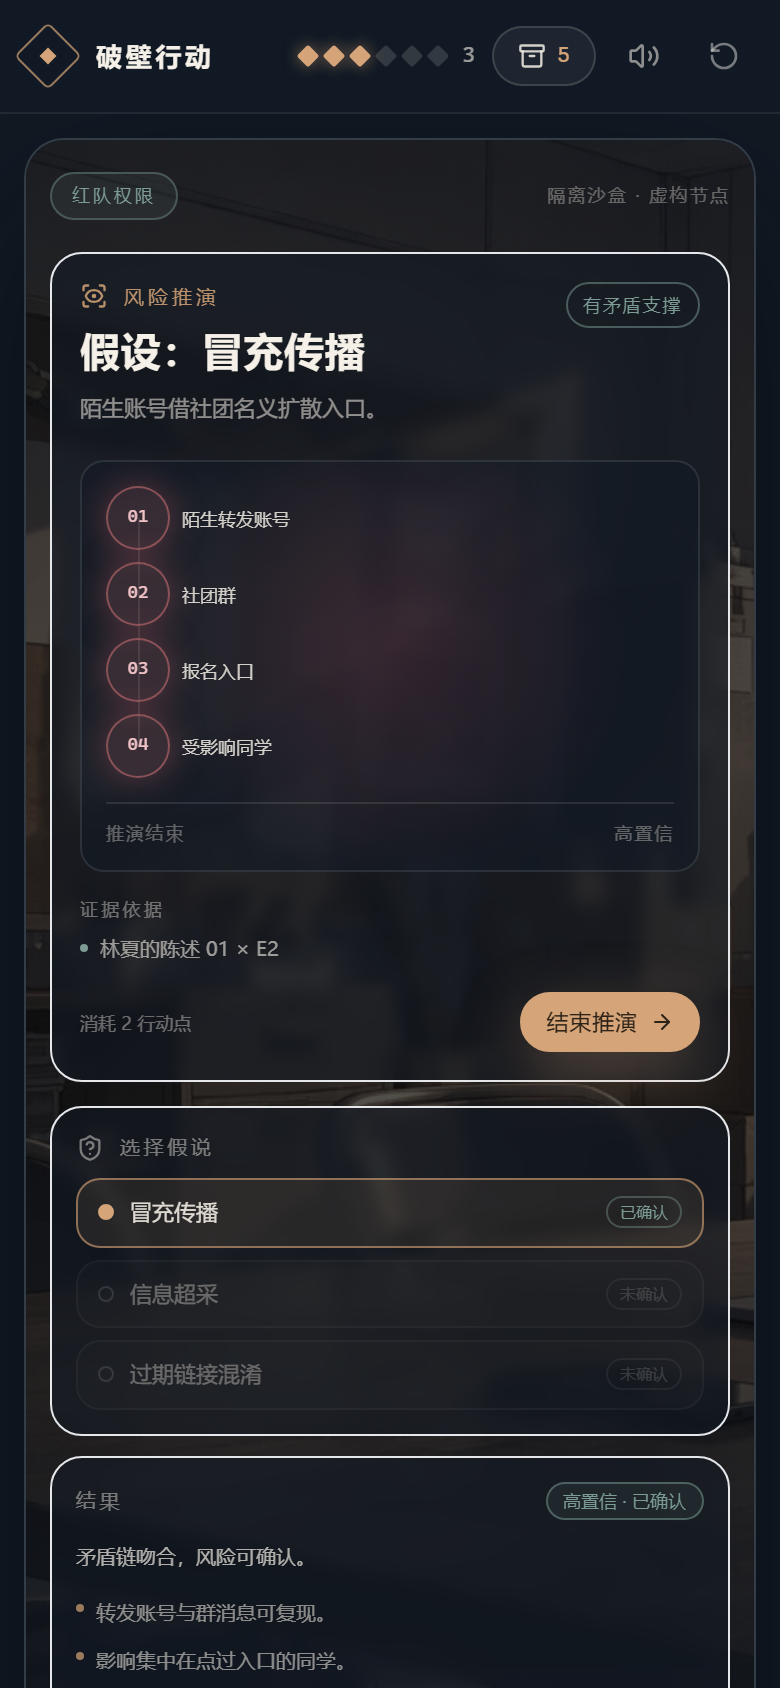 破壁行动
3
5
红队权限
隔离沙盒 · 虚构节点
风险推演
有矛盾支撑
假设：冒充传播
陌生账号借社团名义扩散入口。
01 陌生转发账号
02 社团群
03 报名入口
04 受影响同学
推演结束
高置信
证据依据
林夏的陈述 01 × E2
消耗 2 行动点
结束推演
选择假说
冒充传播
已确认
信息超采
未确认
过期链接混淆
未确认
结果
高置信 · 已确认
矛盾链吻合，风险可确认。
转发账号与群消息可复现。
影响集中在点过入口的同学。